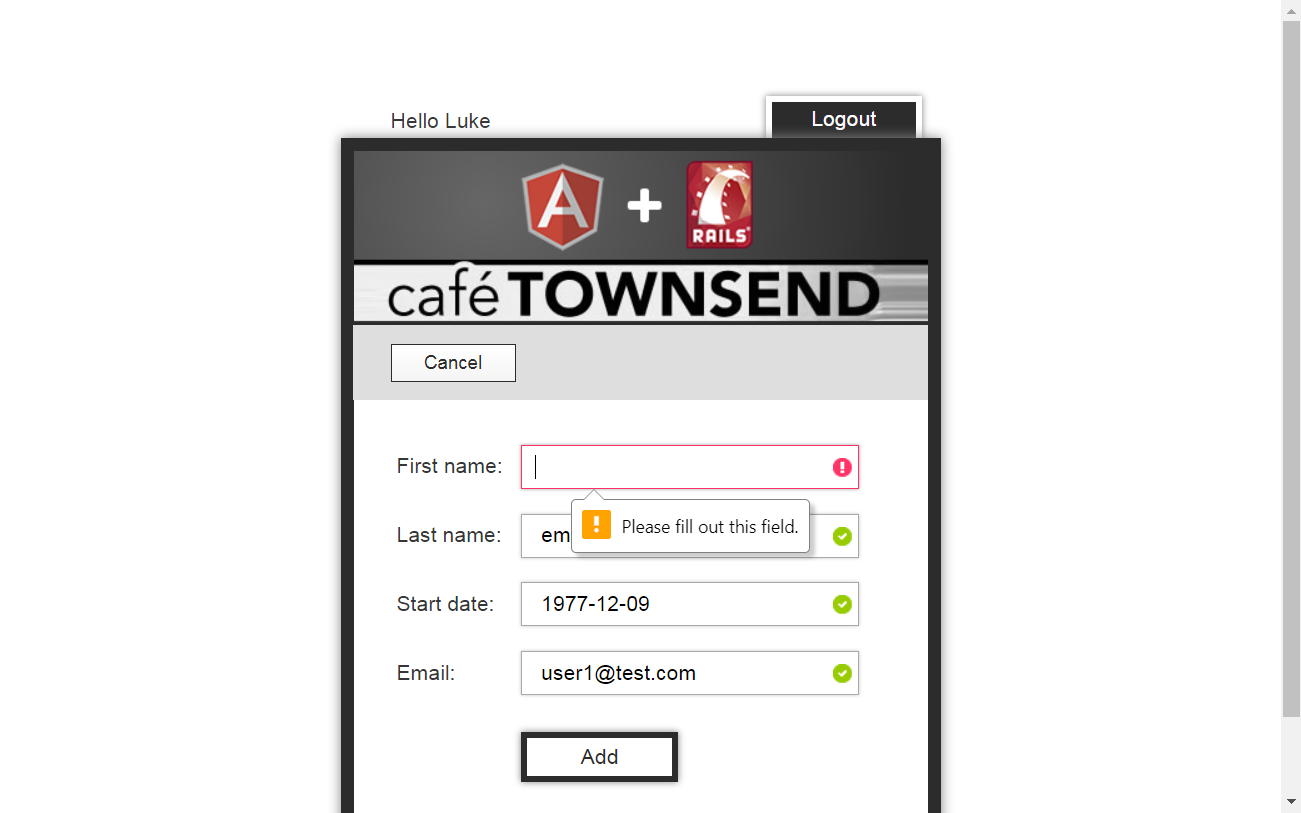 Hello Luke
Logout
A
RAILS
café TOWNSEND
Cancel
First name:
Please fill out this field.
Last name: em
Start date: 1977-12-09
Email: user1@test.com
Add